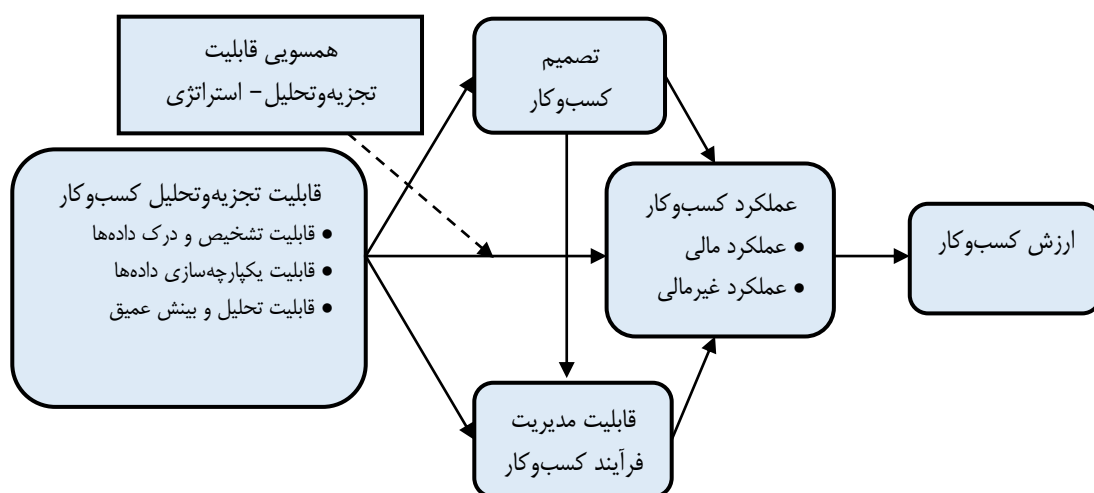 همسویی قابلیت
تجزیه‌وتحلیل- استراتژی
تصمیم
کسب‌وکار
قابلیت تجزیه‌وتحلیل کسب‌وکار
● قابلیت تشخیص و درک داده‌ها
● قابلیت یکپارچه‌سازی داده‌ها
● قابلیت تحلیل و بینش عمیق
عملکرد کسب‌وکار
● عملکرد مالی
● عملکرد غیرمالی
ارزش کسب‌وکار
قابلیت مدیریت
فرآیند کسب‌وکار